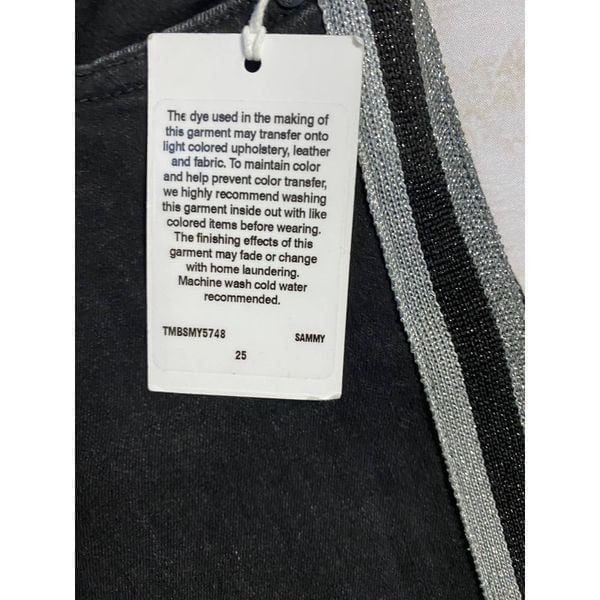 The dye used in the making of
this garment may transfer onto
light colored upholstery, leather
and fabric. To maintain color
and help prevent color transfer,
we highly recommend washing
this garment inside out with like
colored items before wearing.
The finishing effects of this
garment may fade or change
with home laundering.
Machine wash cold water
recommended.
TMBSMY5748 SAMMY
25